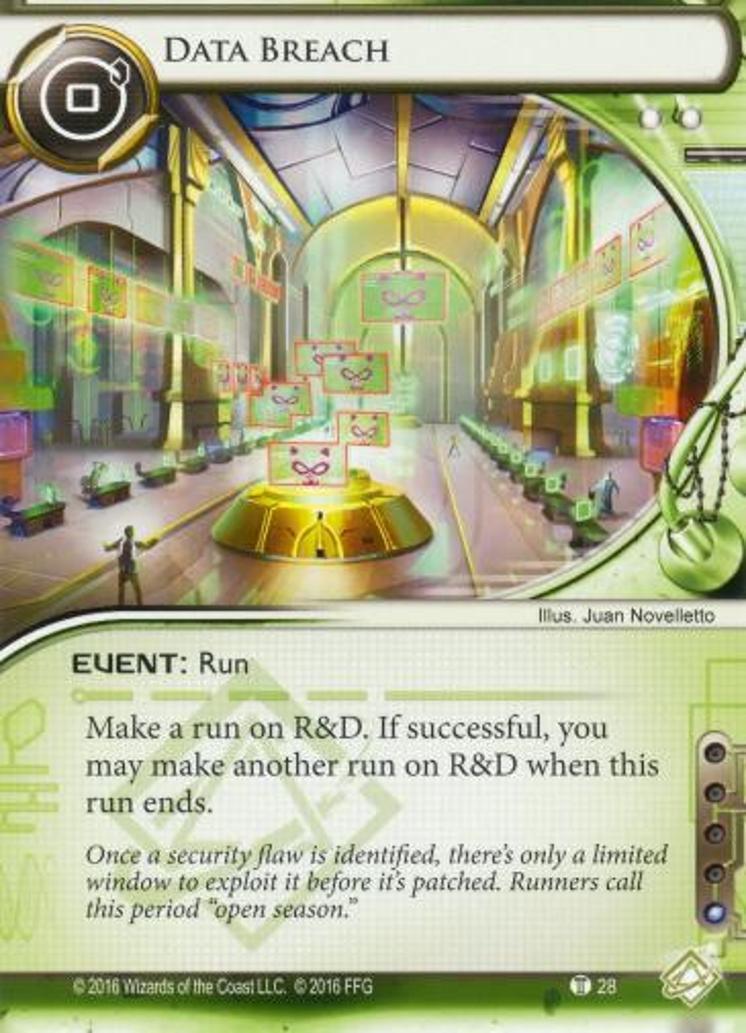 DATA BREACH
Illus. Juan Novelletto
EVENT: Run
Make a run on R&D. If successful, you
may make another run on R&D when this
run ends.
Once a security flaw is identified, there's only a limited
window to exploit it before it's patched. Runners call
this period "open season."
© 2016 Wizards of the Coast LLC. © 2016 FFG
28